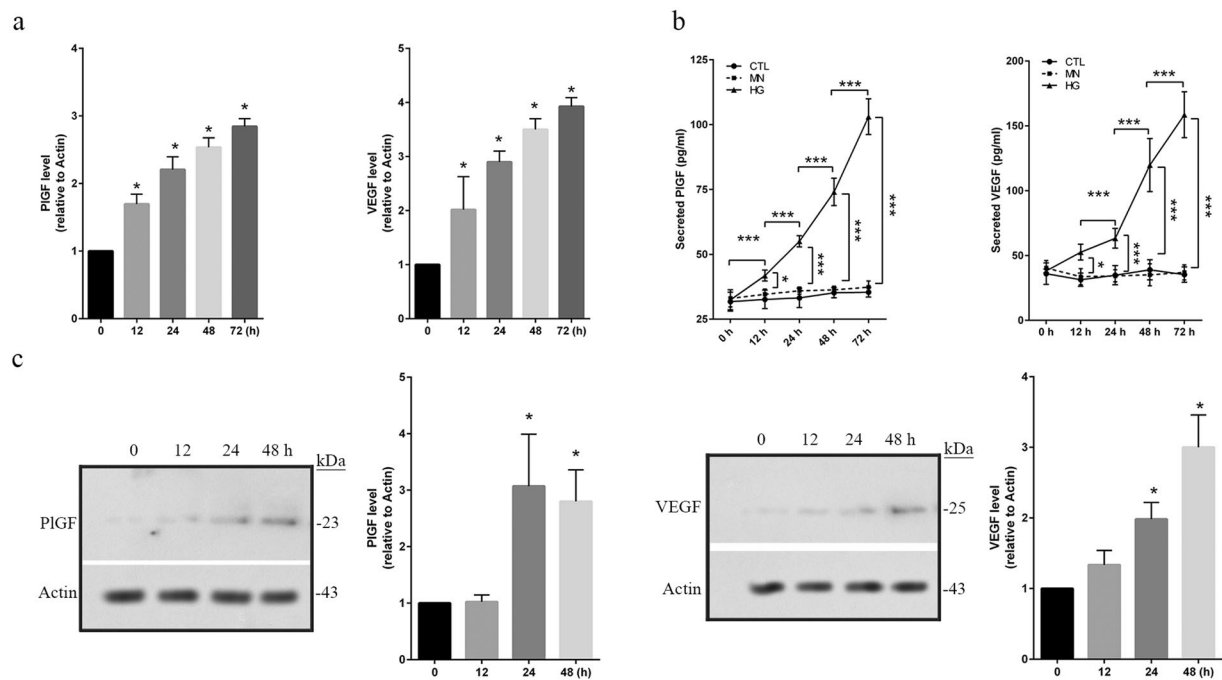 a
PlGF level
(relative to Actin)
4
3
2
1
0
* * * *
0 12 24 48 72 (h)
VEGF level
(relative to Actin)
5
4
3
2
1
0
* * * *
0 12 24 48 72 (h)
b
CTL
MN
HG
Secreted PlGF (pg/ml)
125
100
75
50
25
*** *** *** ***
* *** *** ***
0 h 12 h 24 h 48 h 72 h
CTL
MN
HG
Secreted VEGF (pg/ml)
200
150
100
50
0
*** *** ***
* *** *** ***
0 h 12 h 24 h 48 h 72 h
c
0 12 24 48 h
kDa
PlGF -23
Actin -43
PlGF level
(relative to Actin)
5
4
3
2
1
0
* *
0 12 24 48 (h)
0 12 24 48 h
kDa
VEGF -25
Actin -43
VEGF level
(relative to Actin)
4
3
2
1
0
* *
0 12 24 48 (h)